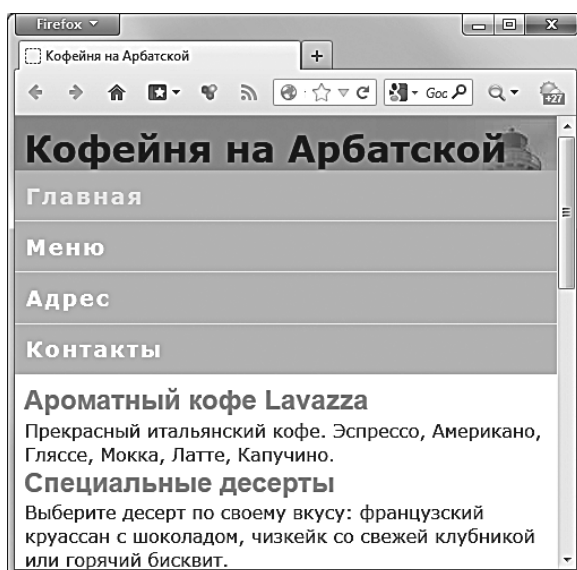 Firefox
Кофейня на Арбатской
Goc
+27
Кофейня на Арбатской
Главная
Меню
Адрес
Контакты
Ароматный кофе Lavazza
Прекрасный итальянский кофе. Эспрессо, Американо,
Гляссе, Мокка, Латте, Капучино.
Специальные десерты
Выберите десерт по своему вкусу: французский
круассан с шоколадом, чизкейк со свежей клубникой
или горячий бисквит.